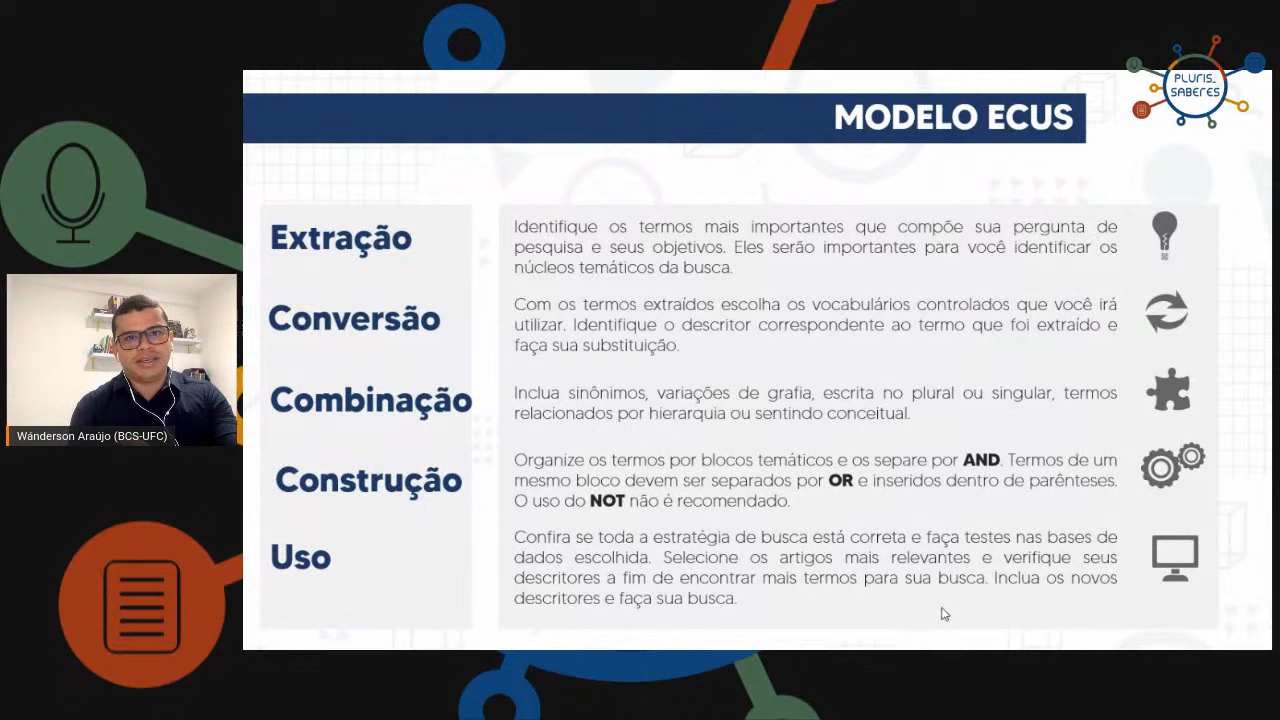 PLURIS_
SABERES
MODELO ECUS
Extração
Identifique os termos mais importantes que compõe sua pergunta de
pesquisa e seus objetivos. Eles serão importantes para você identificar os
núcleos temáticos da busca.
Conversão
Com os termos extraídos escolha os vocabulários controlados que você irá
utilizar. Identifique o descritor correspondente ao termo que foi extraído e
faça sua substituição.
Combinação
Inclua sinônimos, variações de grafia, escrita no plural ou singular, termos
relacionados por hierarquia ou sentindo conceitual.
Construção
Organize os termos por blocos temáticos e os separe por AND. Termos de um
mesmo bloco devem ser separados por OR e inseridos dentro de parênteses.
O uso do NOT não é recomendado.
Uso
Confira se toda a estratégia de busca está correta e faça testes nas bases de
dados escolhida. Selecione os artigos mais relevantes e verifique seus
descritores a fim de encontrar mais termos para sua busca. Inclua os novos
descritores e faça sua busca.
Wánderson Araújo (BCS-UFC)